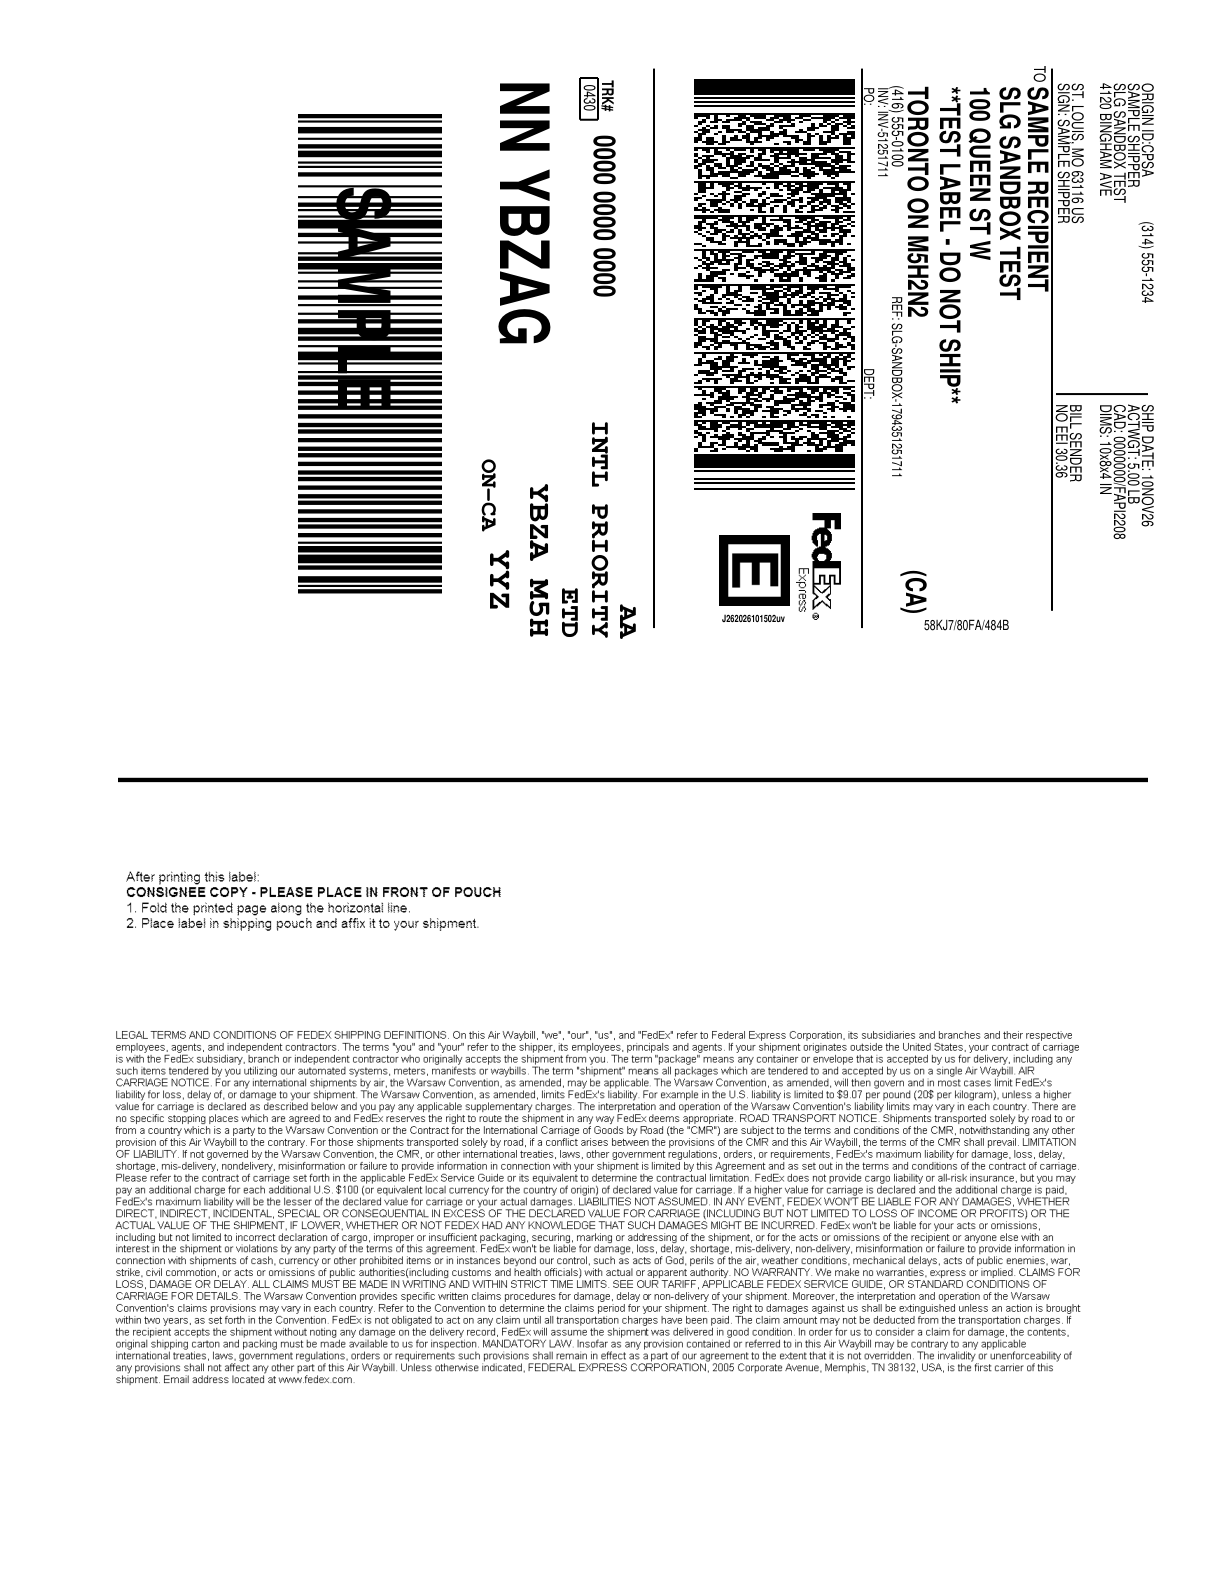 ORIGIN ID:CPSA (314) 555-1234
SAMPLE SHIPPER
SLG SANDBOX TEST
4120 BINGHAM AVE
ST. LOUIS, MO 63116 US
SIGN: SAMPLE SHIPPER
SHIP DATE: 10NOV26
ACTWGT: 5.00 LB
CAD: 0000000/FAPI2208
DIMS: 10x8x4 IN
BILL SENDER
NO EEI 30.36
TO SAMPLE RECIPIENT
SLG SANDBOX TEST
100 QUEEN ST W
**TEST LABEL - DO NOT SHIP**
TORONTO ON M5H2N2
(CA)
(416) 555-0100 REF: SLG-SANDBOX-1794351251711
INV: INV-51251711
PO: DEPT:
58KJ7/80FA/484B
FedEx®
Express
E
J262026101502uv
TRK# 0000 0000 0000
0430
AA
INTL PRIORITY
ETD
NN YBZAG
YBZA M5H
YYZ
ON-CA
SAMPLE
After printing this label:
CONSIGNEE COPY - PLEASE PLACE IN FRONT OF POUCH
1. Fold the printed page along the horizontal line.
2. Place label in shipping pouch and affix it to your shipment.
LEGAL TERMS AND CONDITIONS OF FEDEX SHIPPING DEFINITIONS. On this Air Waybill, "we", "our", "us", and "FedEx" refer to Federal Express Corporation, its subsidiaries and branches and their respective
employees, agents, and independent contractors. The terms "you" and "your" refer to the shipper, its employees, principals and agents. If your shipment originates outside the United States, your contract of carriage
is with the FedEx subsidiary, branch or independent contractor who originally accepts the shipment from you. The term "package" means any container or envelope that is accepted by us for delivery, including any
such items tendered by you utilizing our automated systems, meters, manifests or waybills. The term "shipment" means all packages which are tendered to and accepted by us on a single Air Waybill. AIR
CARRIAGE NOTICE. For any international shipments by air, the Warsaw Convention, as amended, may be applicable. The Warsaw Convention, as amended, will then govern and in most cases limit FedEx's
liability for loss, delay of, or damage to your shipment. The Warsaw Convention, as amended, limits FedEx's liability. For example in the U.S. liability is limited to $9.07 per pound (20$ per kilogram), unless a higher
value for carriage is declared as described below and you pay any applicable supplementary charges. The interpretation and operation of the Warsaw Convention's liability limits may vary in each country. There are
no specific stopping places which are agreed to and FedEx reserves the right to route the shipment in any way FedEx deems appropriate. ROAD TRANSPORT NOTICE. Shipments transported solely by road to or
from a country which is a party to the Warsaw Convention or the Contract for the International Carriage of Goods by Road (the "CMR") are subject to the terms and conditions of the CMR, notwithstanding any other
provision of this Air Waybill to the contrary. For those shipments transported solely by road, if a conflict arises between the provisions of the CMR and this Air Waybill, the terms of the CMR shall prevail. LIMITATION
OF LIABILITY. If not governed by the Warsaw Convention, the CMR, or other international treaties, laws, other government regulations, orders, or requirements, FedEx's maximum liability for damage, loss, delay,
shortage, mis-delivery, nondelivery, misinformation or failure to provide information in connection with your shipment is limited by this Agreement and as set out in the terms and conditions of the contract of carriage.
Please refer to the contract of carriage set forth in the applicable FedEx Service Guide or its equivalent to determine the contractual limitation. FedEx does not provide cargo liability or all-risk insurance, but you may
pay an additional charge for each additional U.S. $100 (or equivalent local currency for the country of origin) of declared value for carriage. If a higher value for carriage is declared and the additional charge is paid,
FedEx's maximum liability will be the lesser of the declared value for carriage or your actual damages. LIABILITIES NOT ASSUMED. IN ANY EVENT, FEDEX WON'T BE LIABLE FOR ANY DAMAGES, WHETHER
DIRECT, INDIRECT, INCIDENTAL, SPECIAL OR CONSEQUENTIAL IN EXCESS OF THE DECLARED VALUE FOR CARRIAGE (INCLUDING BUT NOT LIMITED TO LOSS OF INCOME OR PROFITS) OR THE
ACTUAL VALUE OF THE SHIPMENT, IF LOWER, WHETHER OR NOT FEDEX HAD ANY KNOWLEDGE THAT SUCH DAMAGES MIGHT BE INCURRED. FedEx won't be liable for your acts or omissions,
including but not limited to incorrect declaration of cargo, improper or insufficient packaging, securing, marking or addressing of the shipment, or for the acts or omissions of the recipient or anyone else with an
interest in the shipment or violations by any party of the terms of this agreement. FedEx won't be liable for damage, loss, delay, shortage, mis-delivery, non-delivery, misinformation or failure to provide information in
connection with shipments of cash, currency or other prohibited items or in instances beyond our control, such as acts of God, perils of the air, weather conditions, mechanical delays, acts of public enemies, war,
strike, civil commotion, or acts or omissions of public authorities(including customs and health officials) with actual or apparent authority. NO WARRANTY. We make no warranties, express or implied. CLAIMS FOR
LOSS, DAMAGE OR DELAY. ALL CLAIMS MUST BE MADE IN WRITING AND WITHIN STRICT TIME LIMITS. SEE OUR TARIFF, APPLICABLE FEDEX SERVICE GUIDE, OR STANDARD CONDITIONS OF
CARRIAGE FOR DETAILS. The Warsaw Convention provides specific written claims procedures for damage, delay or non-delivery of your shipment. Moreover, the interpretation and operation of the Warsaw
Convention's claims provisions may vary in each country. Refer to the Convention to determine the claims period for your shipment. The right to damages against us shall be extinguished unless an action is brought
within two years, as set forth in the Convention. FedEx is not obligated to act on any claim until all transportation charges have been paid. The claim amount may not be deducted from the transportation charges. If
the recipient accepts the shipment without noting any damage on the delivery record, FedEx will assume the shipment was delivered in good condition. In order for us to consider a claim for damage, the contents,
original shipping carton and packing must be made available to us for inspection. MANDATORY LAW. Insofar as any provision contained or referred to in this Air Waybill may be contrary to any applicable
international treaties, laws, government regulations, orders or requirements such provisions shall remain in effect as a part of our agreement to the extent that it is not overridden. The invalidity or unenforceability of
any provisions shall not affect any other part of this Air Waybill. Unless otherwise indicated, FEDERAL EXPRESS CORPORATION, 2005 Corporate Avenue, Memphis, TN 38132, USA, is the first carrier of this
shipment. Email address located at www.fedex.com.